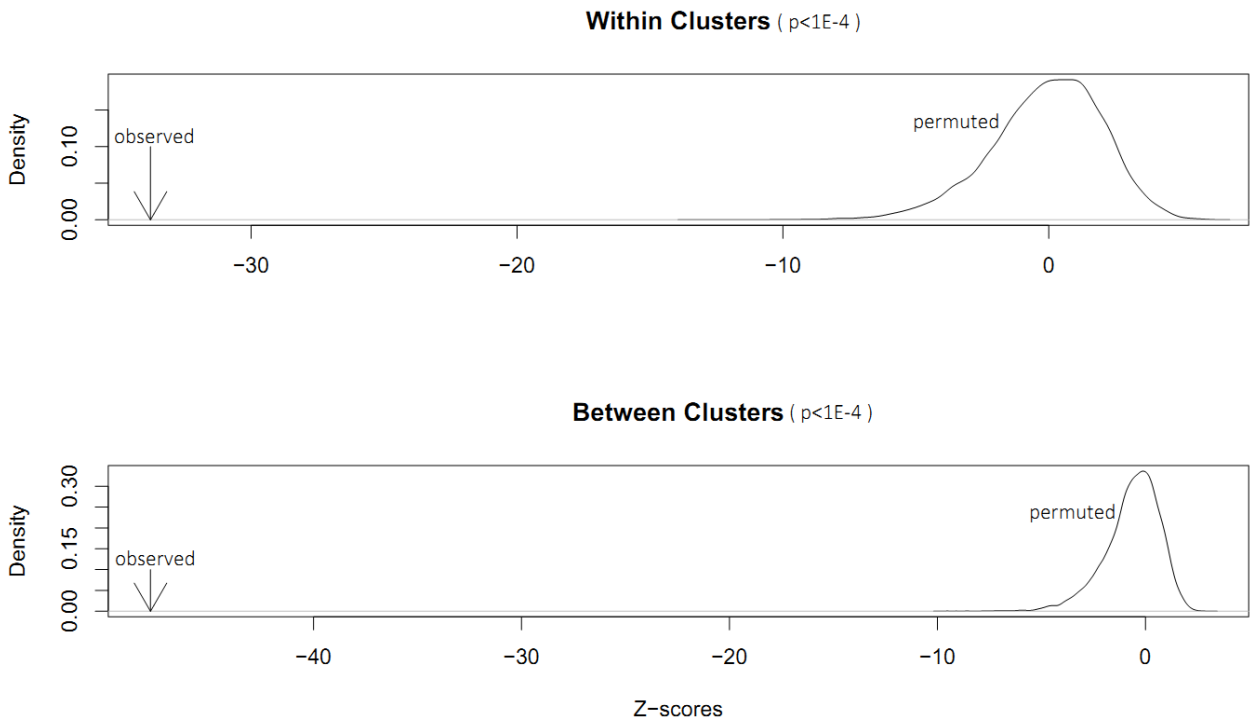 Within Clusters ( p<1E-4 )
Density
0.00
0.10
observed
permuted
−30
−20
−10
0
Between Clusters ( p<1E-4 )
Density
0.00
0.15
0.30
observed
permuted
−40
−30
−20
−10
0
Z−scores